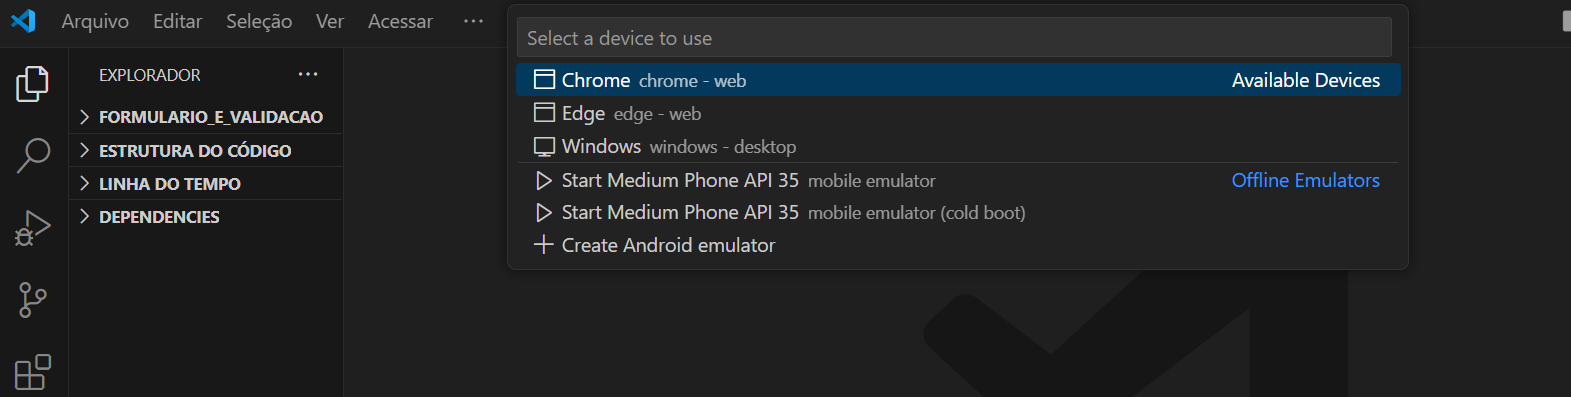 Arquivo Editar Seleção Ver Acessar ...
Select a device to use
EXPLORADOR ...
FORMULARIO_E_VALIDACAO
ESTRUTURA DO CÓDIGO
LINHA DO TEMPO
DEPENDENCIES
Chrome chrome - web Available Devices
Edge edge - web
Windows windows - desktop
Start Medium Phone API 35 mobile emulator Offline Emulators
Start Medium Phone API 35 mobile emulator (cold boot)
Create Android emulator